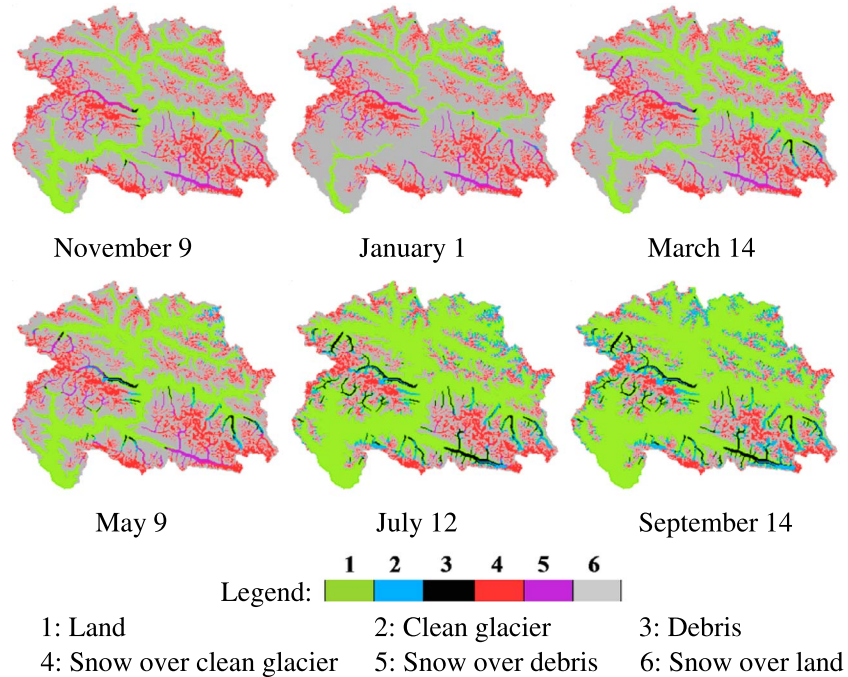 November 9 January 1 March 14
May 9 July 12 September 14
1 2 3 4 5 6
Legend:
1: Land 2: Clean glacier 3: Debris
4: Snow over clean glacier 5: Snow over debris 6: Snow over land